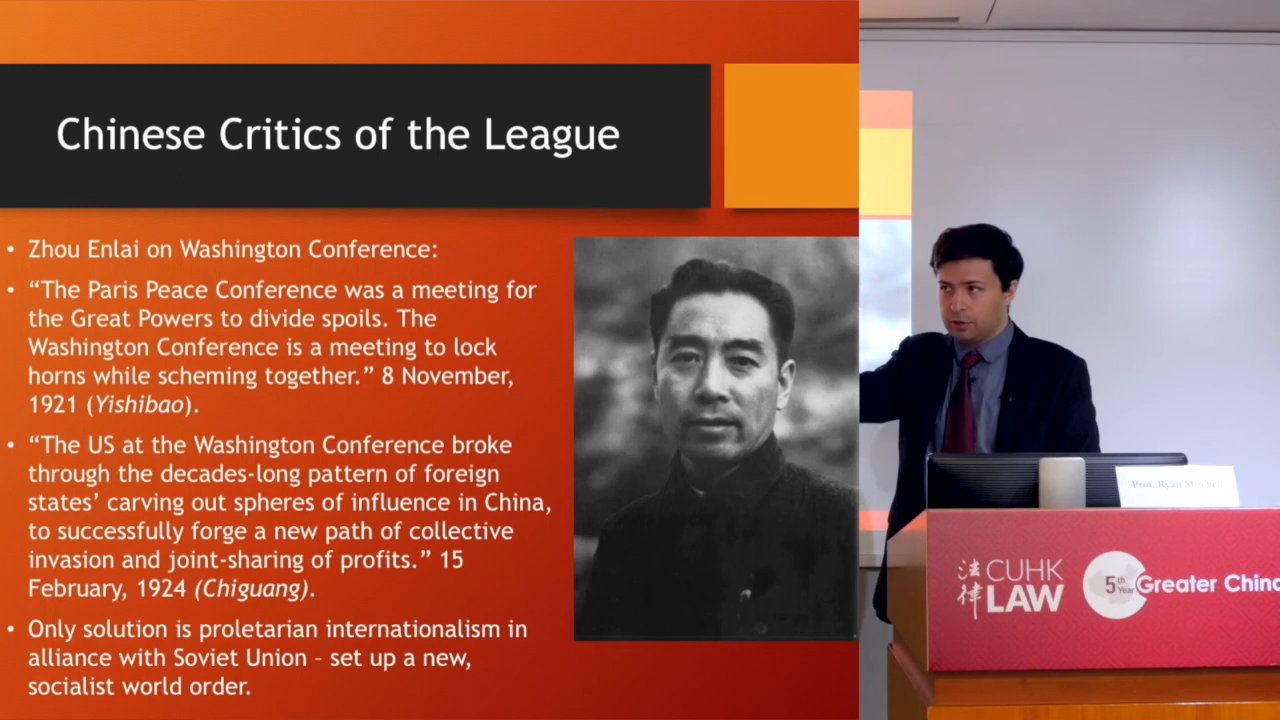 Chinese Critics of the League
• Zhou Enlai on Washington Conference:
• “The Paris Peace Conference was a meeting for
the Great Powers to divide spoils. The
Washington Conference is a meeting to lock
horns while scheming together.” 8 November,
1921 (Yishibao).
• “The US at the Washington Conference broke
through the decades-long pattern of foreign
states’ carving out spheres of influence in China,
to successfully forge a new path of collective
invasion and joint-sharing of profits.” 15
February, 1924 (Chiguang).
• Only solution is proletarian internationalism in
alliance with Soviet Union – set up a new,
socialist world order.
Prof. Ryan Mitchell
法律
CUHK
LAW
5th
Year
Greater China